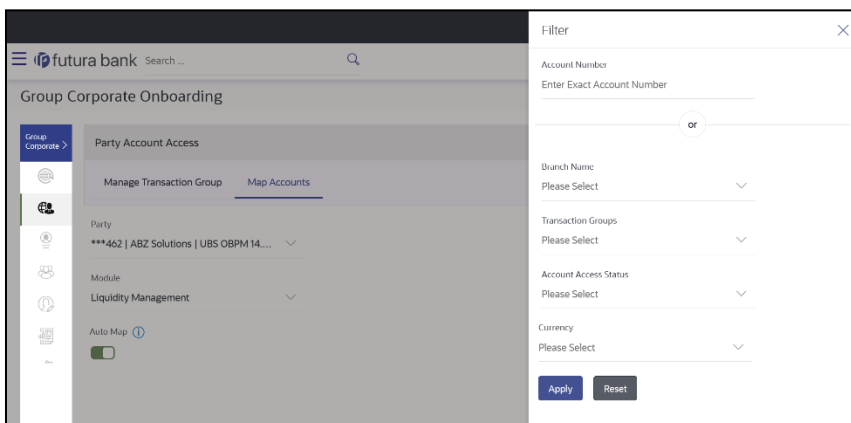 futura bank
Search ...
Group Corporate Onboarding
Group
Corporate >
Party Account Access
Manage Transaction Group
Map Accounts
Party
***462 | ABZ Solutions | UBS OBPM 14....
Module
Liquidity Management
Auto Map
Filter
Account Number
Enter Exact Account Number
or
Branch Name
Please Select
Transaction Groups
Please Select
Account Access Status
Please Select
Currency
Please Select
Apply
Reset